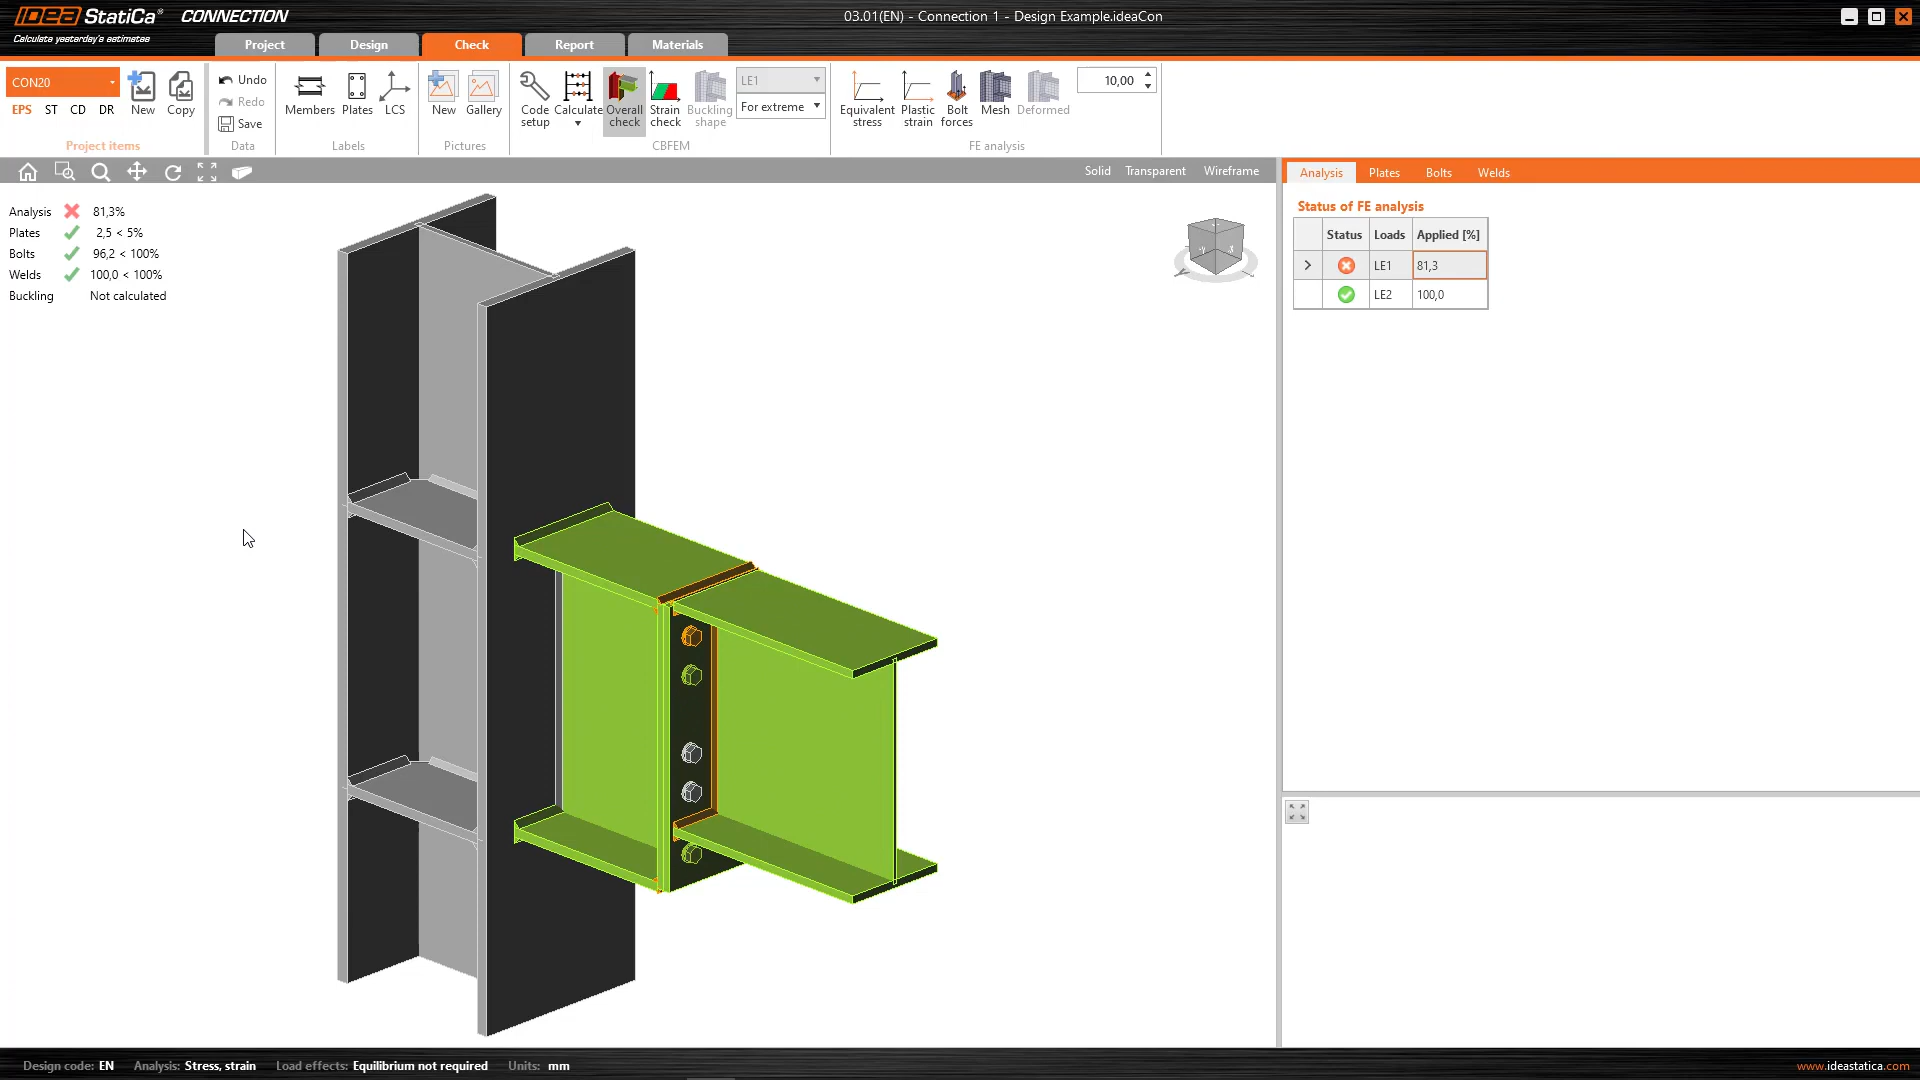 IDEA StatiCa® CONNECTION
Calculate yesterday's estimates
03.01(EN) - Connection 1 - Design Example.ideaCon
Project Design Check Report Materials
CON20
EPS ST CD DR
New Copy
Project items
Undo
Redo
Save
Data
Members Plates LCS
Labels
New Gallery
Pictures
Code setup
Calculate
Overall check
Strain check
Buckling shape
LE1
For extreme
CBFEM
Equivalent stress
Plastic strain
Bolt forces
Mesh
Deformed
FE analysis
10,00
Solid Transparent Wireframe
Analysis 81,3%
Plates 2,5 < 5%
Bolts 96,2 < 100%
Welds 100,0 < 100%
Buckling Not calculated
Analysis Plates Bolts Welds
Status of FE analysis
Status Loads Applied [%]
LE1 81,3
LE2 100,0
Design code: EN Analysis: Stress, strain Load effects: Equilibrium not required Units: mm
www.ideastatica.com